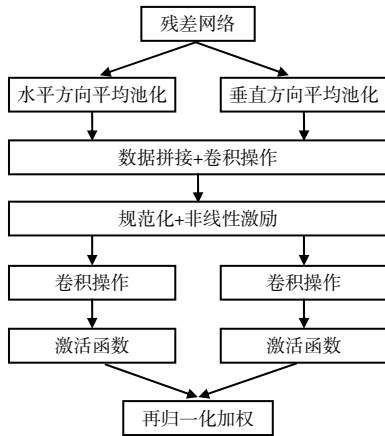 残差网络
水平方向平均池化
垂直方向平均池化
数据拼接+卷积操作
规范化+非线性激励
卷积操作
卷积操作
激活函数
激活函数
再归一化加权